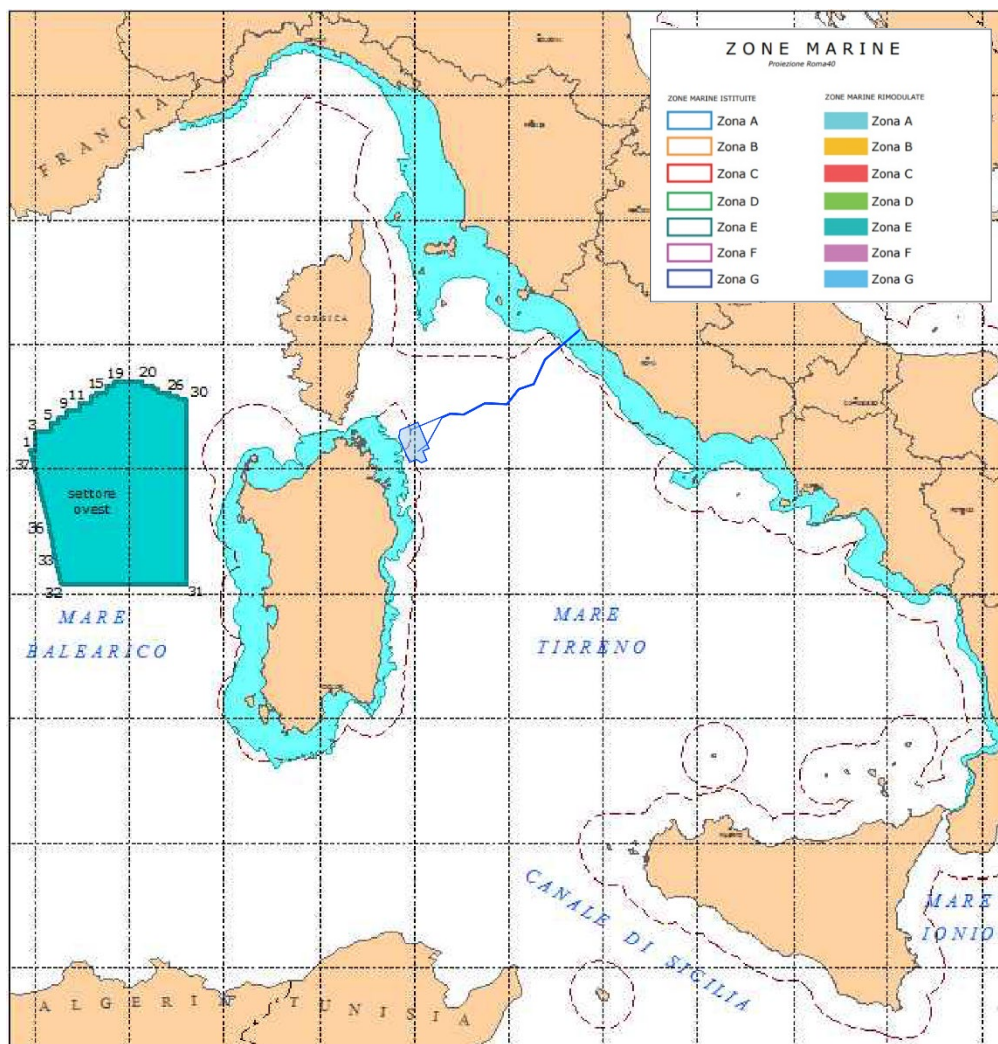 ZONE MARINE
Proiezione Roma40
ZONE MARINE ISTITUITE
Zona A
Zona B
Zona C
Zona D
Zona E
Zona F
Zona G
ZONE MARINE RIMODULATE
Zona A
Zona B
Zona C
Zona D
Zona E
Zona F
Zona G
FRANCIA
CORSICA
19
20
15
26
11
30
9
5
3
1
37
settore
ovest
36
33
32
31
MARE
BALEARICO
MARE
TIRRENO
CANALE DI SICILIA
MARE
IONIO
ALGERIA
TUNISIA